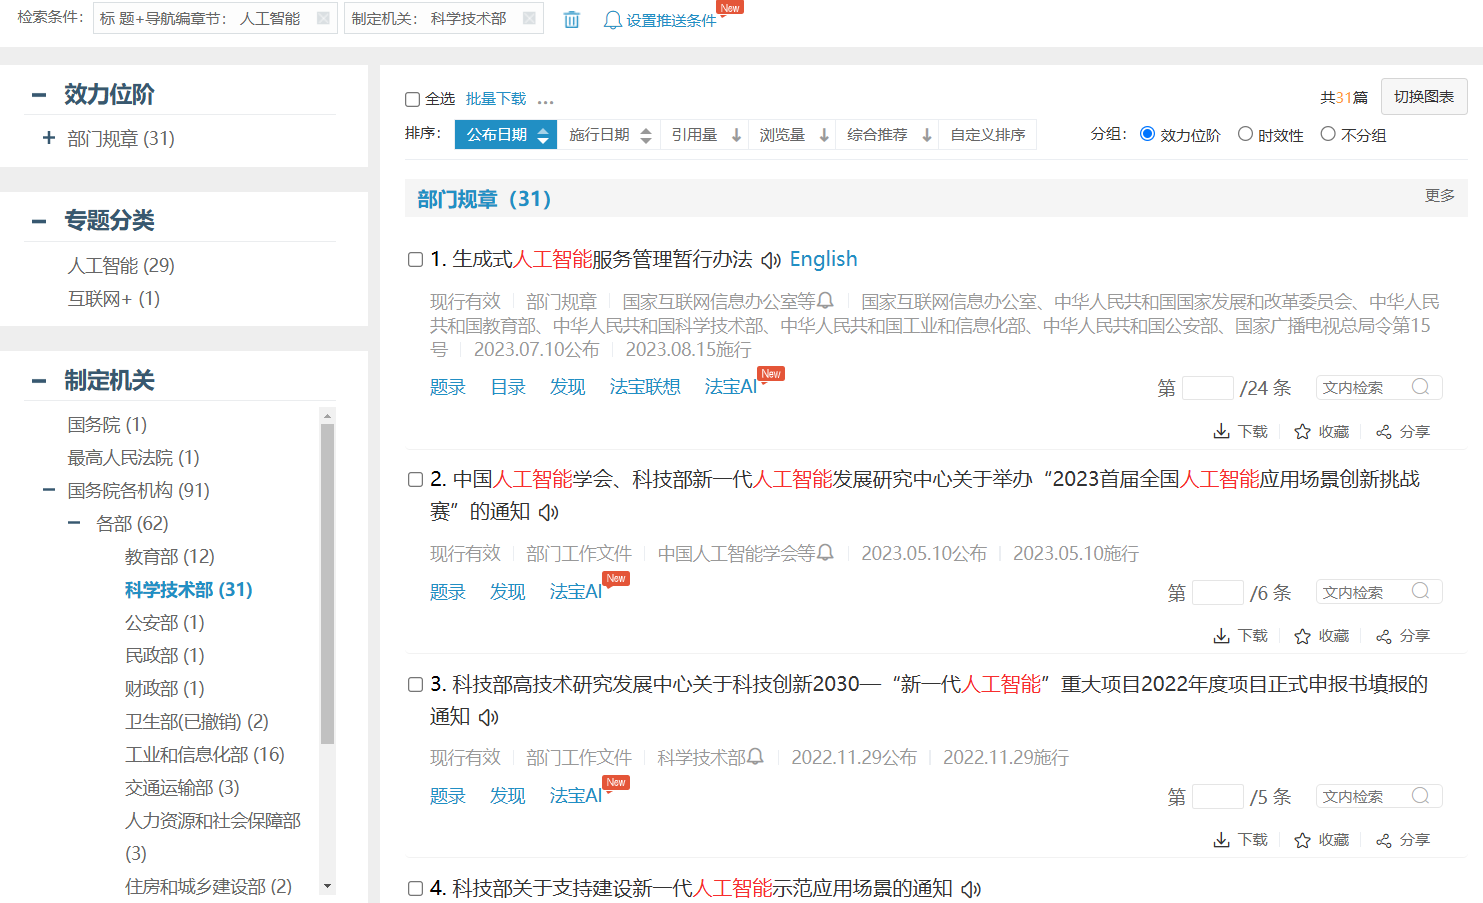 检索条件： 标 题+导航编章节： 人工智能 制定机关： 科学技术部 设置推送条件 New
效力位阶
部门规章 (31)
专题分类
人工智能 (29)
互联网+ (1)
制定机关
国务院 (1)
最高人民法院 (1)
国务院各机构 (91)
各部 (62)
教育部 (12)
科学技术部 (31)
公安部 (1)
民政部 (1)
财政部 (1)
卫生部(已撤销) (2)
工业和信息化部 (16)
交通运输部 (3)
人力资源和社会保障部
(3)
住房和城乡建设部 (2)
全选 批量下载 ... 共31篇 切换图表
排序： 公布日期 施行日期 引用量 浏览量 综合推荐 自定义排序 分组： 效力位阶 时效性 不分组
部门规章（31） 更多
1. 生成式人工智能服务管理暂行办法 English
现行有效 部门规章 国家互联网信息办公室等 国家互联网信息办公室、中华人民共和国国家发展和改革委员会、中华人民
共和国教育部、中华人民共和国科学技术部、中华人民共和国工业和信息化部、中华人民共和国公安部、国家广播电视总局令第15
号 2023.07.10公布 2023.08.15施行
题录 目录 发现 法宝联想 法宝AI New 第 /24 条 文内检索
下载 收藏 分享
2. 中国人工智能学会、科技部新一代人工智能发展研究中心关于举办“2023首届全国人工智能应用场景创新挑战
赛”的通知
现行有效 部门工作文件 中国人工智能学会等 2023.05.10公布 2023.05.10施行
题录 发现 法宝AI New 第 /6 条 文内检索
下载 收藏 分享
3. 科技部高技术研究发展中心关于科技创新2030—“新一代人工智能”重大项目2022年度项目正式申报书填报的
通知
现行有效 部门工作文件 科学技术部 2022.11.29公布 2022.11.29施行
题录 发现 法宝AI New 第 /5 条 文内检索
下载 收藏 分享
4. 科技部关于支持建设新一代人工智能示范应用场景的通知